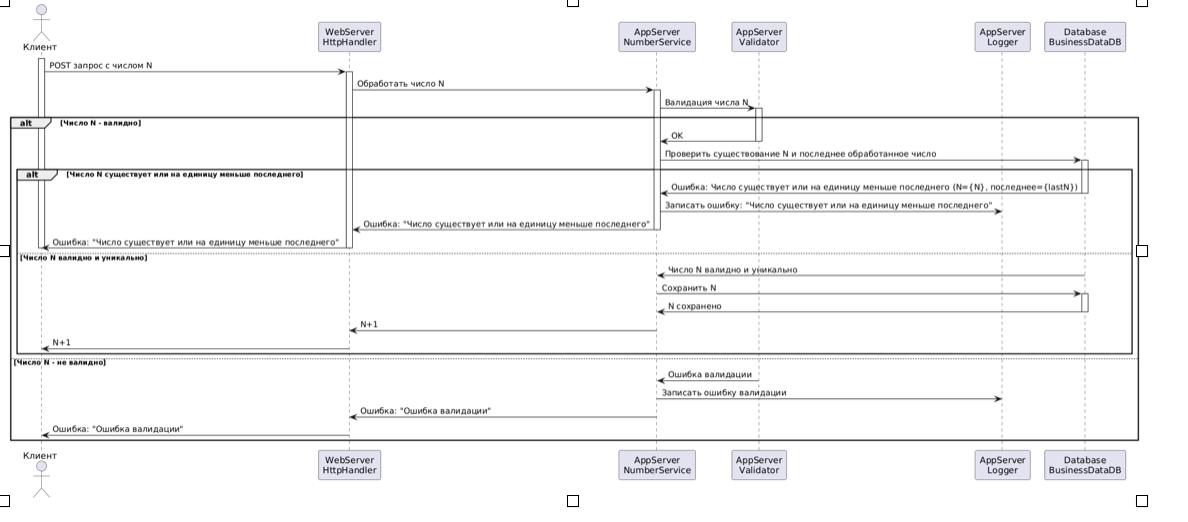 Клиент
WebServer
HttpHandler
AppServer
NumberService
AppServer
Validator
AppServer
Logger
Database
BusinessDataDB
POST запрос с числом N
Обработать число N
Валидация числа N
alt [Число N - валидно]
OK
Проверить существование N и последнее обработанное число
alt [Число N существует или на единицу меньше последнего]
Ошибка: Число существует или на единицу меньше последнего (N={N}, последнее={lastN})
Записать ошибку: "Число существует или на единицу меньше последнего"
Ошибка: "Число существует или на единицу меньше последнего"
Ошибка: "Число существует или на единицу меньше последнего"
[Число N валидно и уникально]
Число N валидно и уникально
Сохранить N
N сохранено
N+1
N+1
[Число N - не валидно]
Ошибка валидации
Записать ошибку валидации
Ошибка: "Ошибка валидации"
Ошибка: "Ошибка валидации"
Клиент
WebServer
HttpHandler
AppServer
NumberService
AppServer
Validator
AppServer
Logger
Database
BusinessDataDB